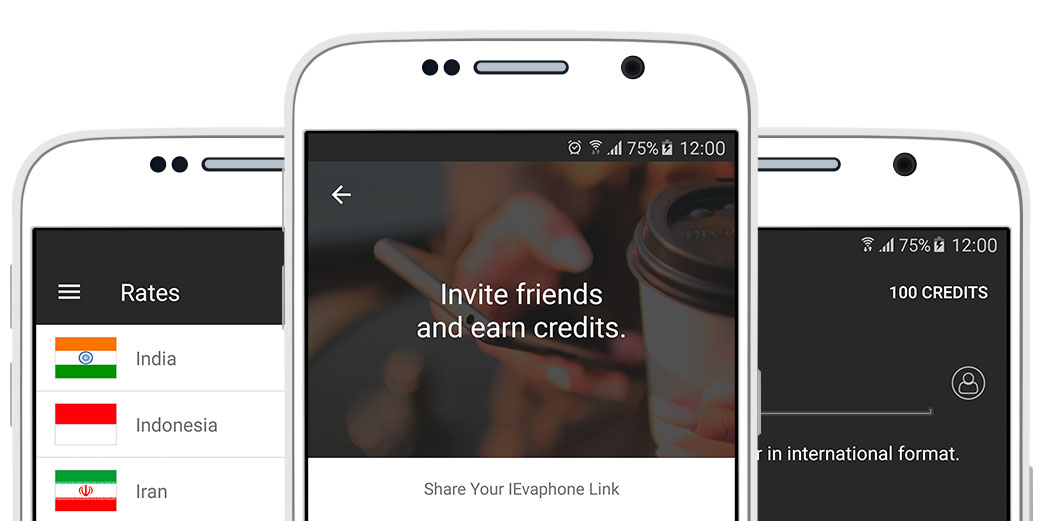 75% 12:00
Invite friends
and earn credits.
Share Your IEvaphone Link
Rates
India
Indonesia
Iran
75% 12:00
100 CREDITS
r in international format.